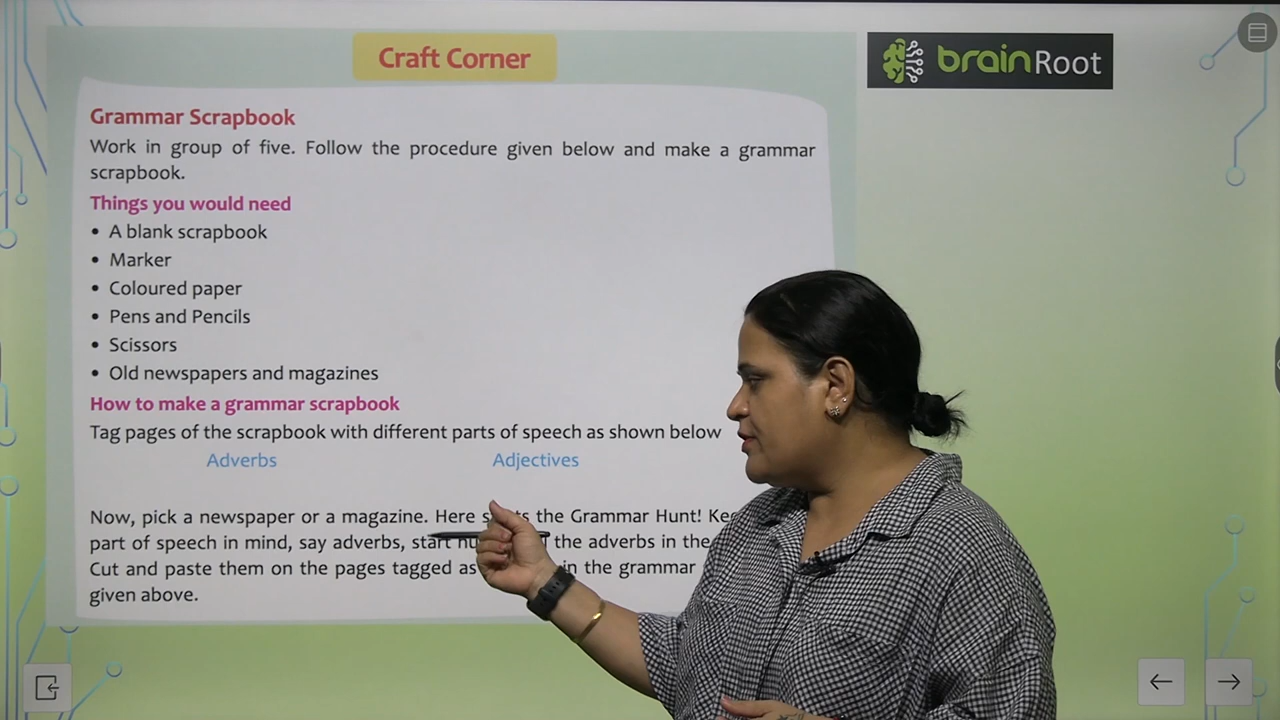 Craft Corner
brainRoot
Grammar Scrapbook
Work in group of five. Follow the procedure given below and make a grammar
scrapbook.
Things you would need
• A blank scrapbook
• Marker
• Coloured paper
• Pens and Pencils
• Scissors
• Old newspapers and magazines
How to make a grammar scrapbook
Tag pages of the scrapbook with different parts of speech as shown below
Adverbs Adjectives
Now, pick a newspaper or a magazine. Here the Grammar Hunt!
part of speech in mind, say adverbs, start the adverbs in the
Cut and paste them on the pages tagged as in the grammar
given above.